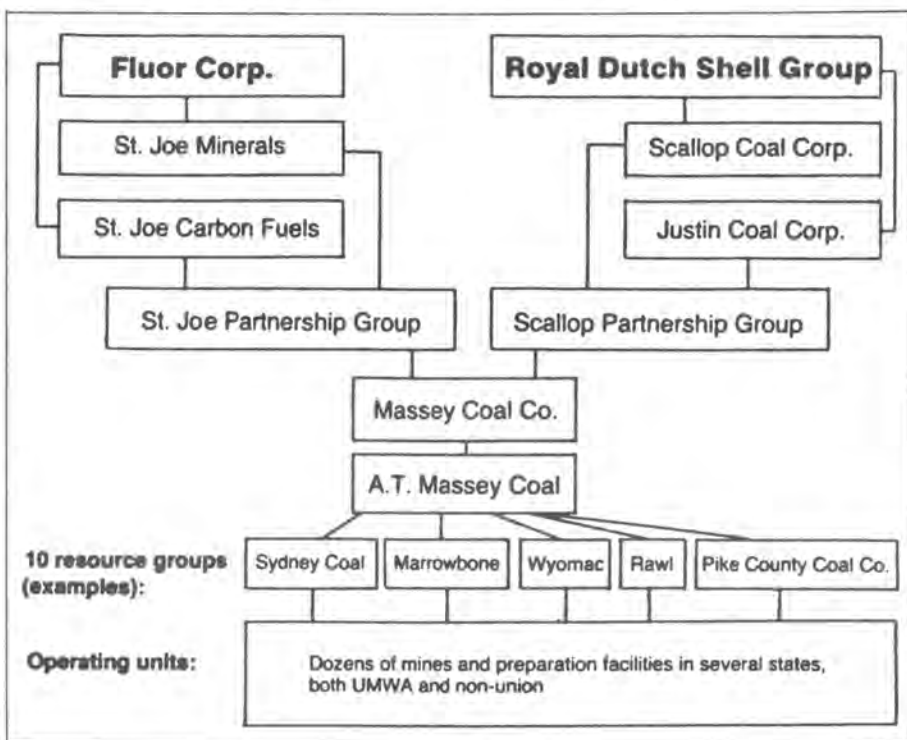 Fluor Corp.
Royal Dutch Shell Group
St. Joe Minerals
Scallop Coal Corp.
St. Joe Carbon Fuels
Justin Coal Corp.
St. Joe Partnership Group
Scallop Partnership Group
Massey Coal Co.
A.T. Massey Coal
10 resource groups
(examples):
Sydney Coal
Marrowbone
Wyomac
Rawl
Pike County Coal Co.
Operating units:
Dozens of mines and preparation facilities in several states,
both UMWA and non-union